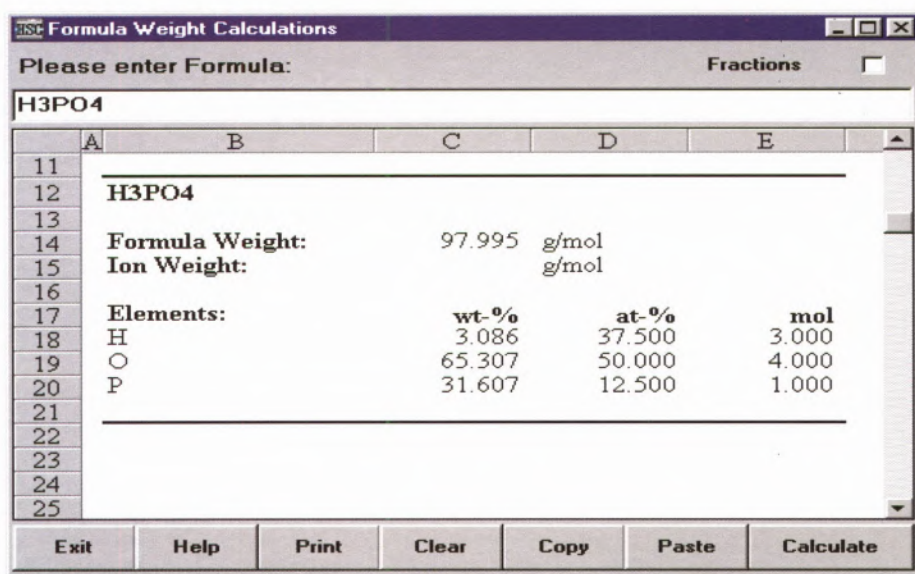 HSC Formula Weight Calculations
Please enter Formula: Fractions
H3PO4
A B C D E
11
12 H3PO4
13
14 Formula Weight: 97.995 g/mol
15 Ion Weight: g/mol
16
17 Elements: wt-% at-% mol
18 H 3.086 37.500 3.000
19 O 65.307 50.000 4.000
20 P 31.607 12.500 1.000
21
22
23
24
25
Exit Help Print Clear Copy Paste Calculate